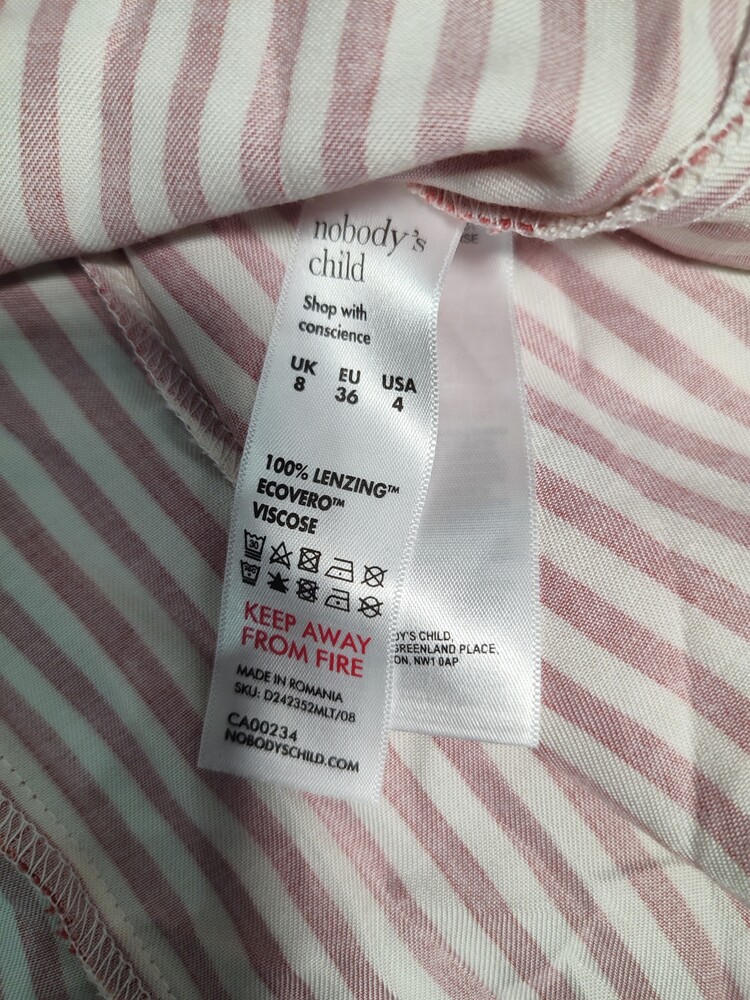 nobody's
child
Shop with
conscience
UK EU USA
8 36 4
100% LENZING™
ECOVERO™
VISCOSE
30
KEEP AWAY
FROM FIRE
MADE IN ROMANIA
SKU: D242352MLT/08
CA00234
NOBODYSCHILD.COM
DY'S CHILD,
GREENLAND PLACE,
ON, NW1 0AP